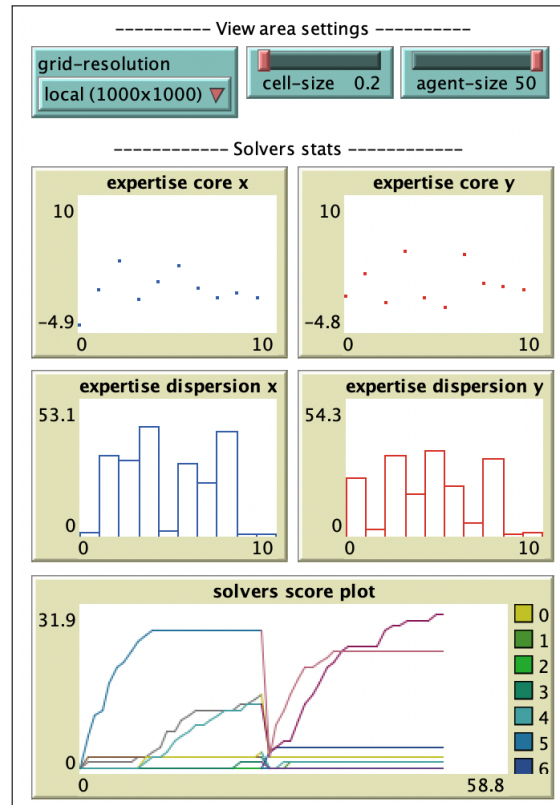 ---------- View area settings ----------
grid-resolution
local (1000x1000)
cell-size 0.2
agent-size 50
------------ Solvers stats ------------
expertise core x
10
-4.9
0 10
expertise core y
10
-4.8
0 10
expertise dispersion x
53.1
0
0 10
expertise dispersion y
54.3
0
0 10
solvers score plot
31.9
0
0 58.8
0
1
2
3
4
5
6